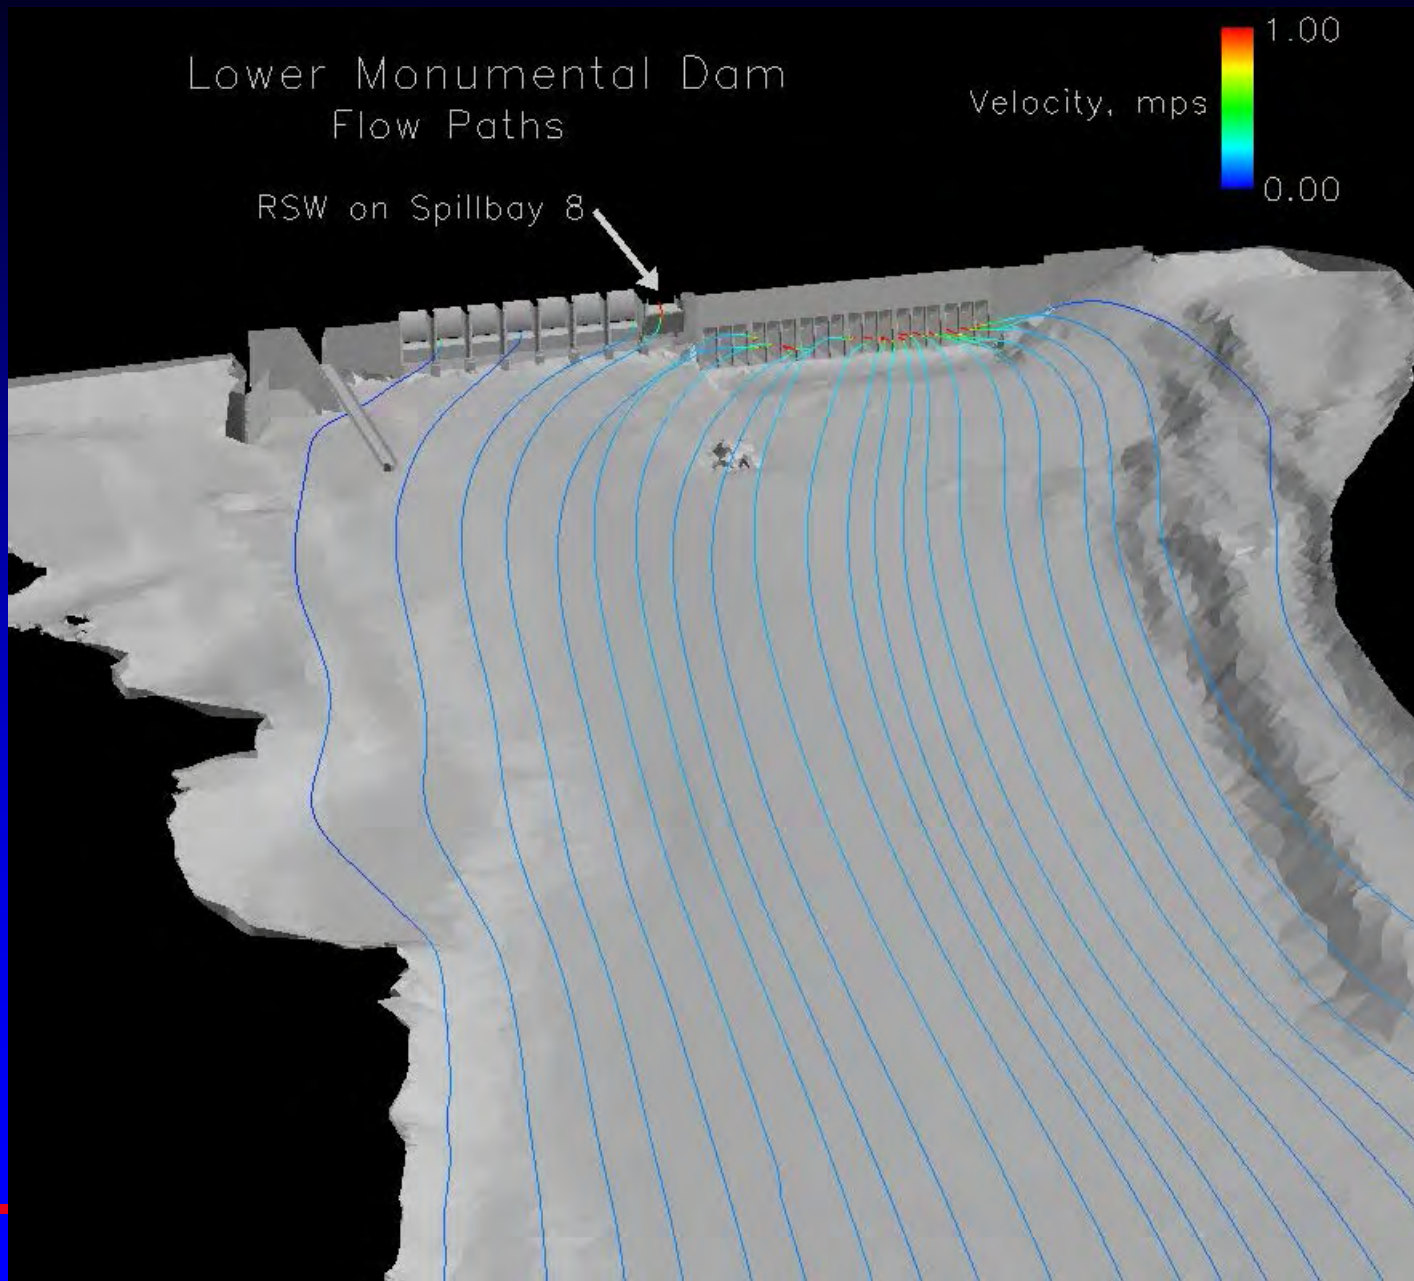 Lower Monumental Dam
Flow Paths
RSW on Spillbay 8
Velocity, mps
1.00
0.00